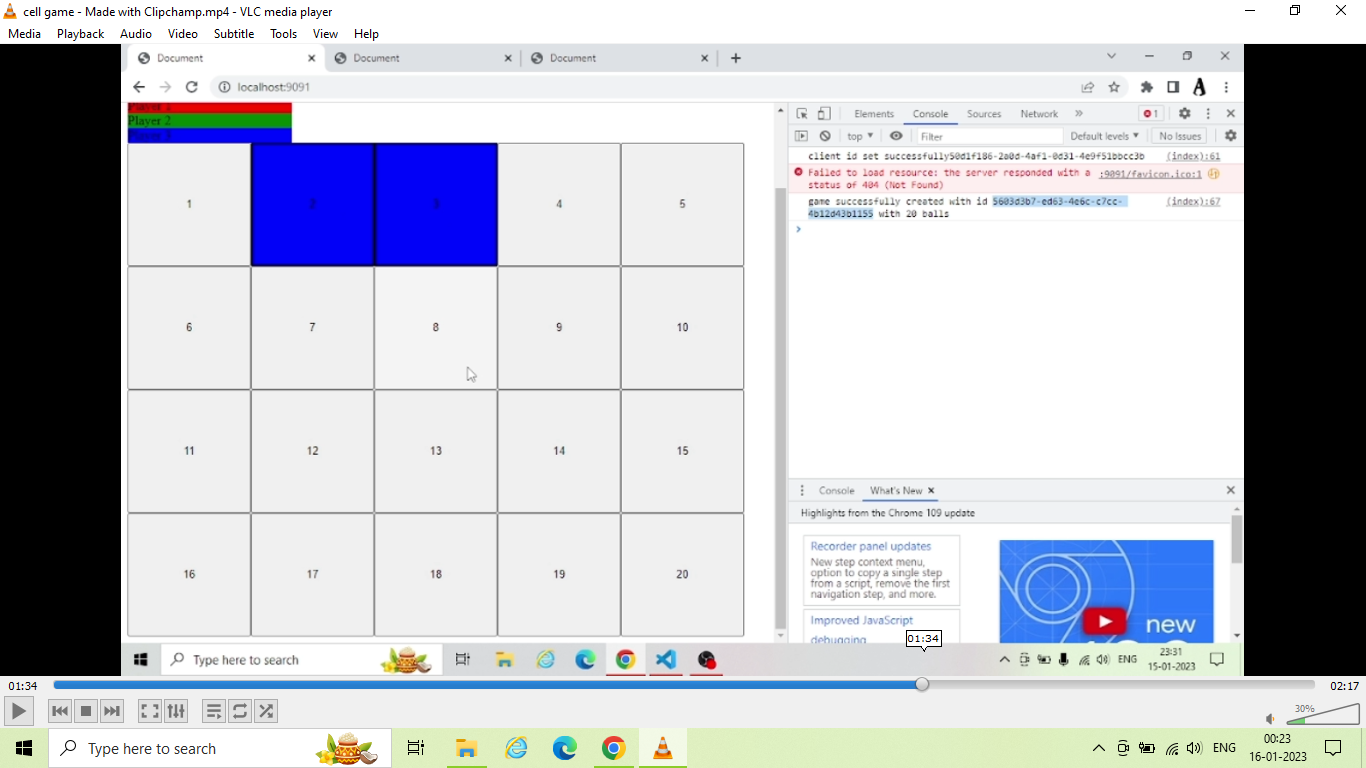 cell game - Made with Clipchamp.mp4 - VLC media player
Media Playback Audio Video Subtitle Tools View Help
Document Document Document
localhost:9091
Player 1
Player 2
Player 3
Elements Console Sources Network » 1
top Filter Default levels No Issues
client id set successfully50d1f186-2a0d-4af1-0d31-4e9f51bbcc3b (index):61
Failed to load resource: the server responded with a :9091/favicon.ico:1
status of 404 (Not Found)
game successfully created with id 5603d3b7-ed63-4e6c-c7cc- (index):67
4b12d43b1155 with 20 balls
1 2 3 4 5
6 7 8 9 10
11 12 13 14 15
16 17 18 19 20
Console What's New
Highlights from the Chrome 109 update
Recorder panel updates
New step context menu,
option to copy a single step
from a script, remove the first
navigation step, and more.
Improved JavaScript
debugging
new
01:34
Type here to search
ENG
23:31
15-01-2023
01:34 02:17
30%
Type here to search
ENG
00:23
16-01-2023